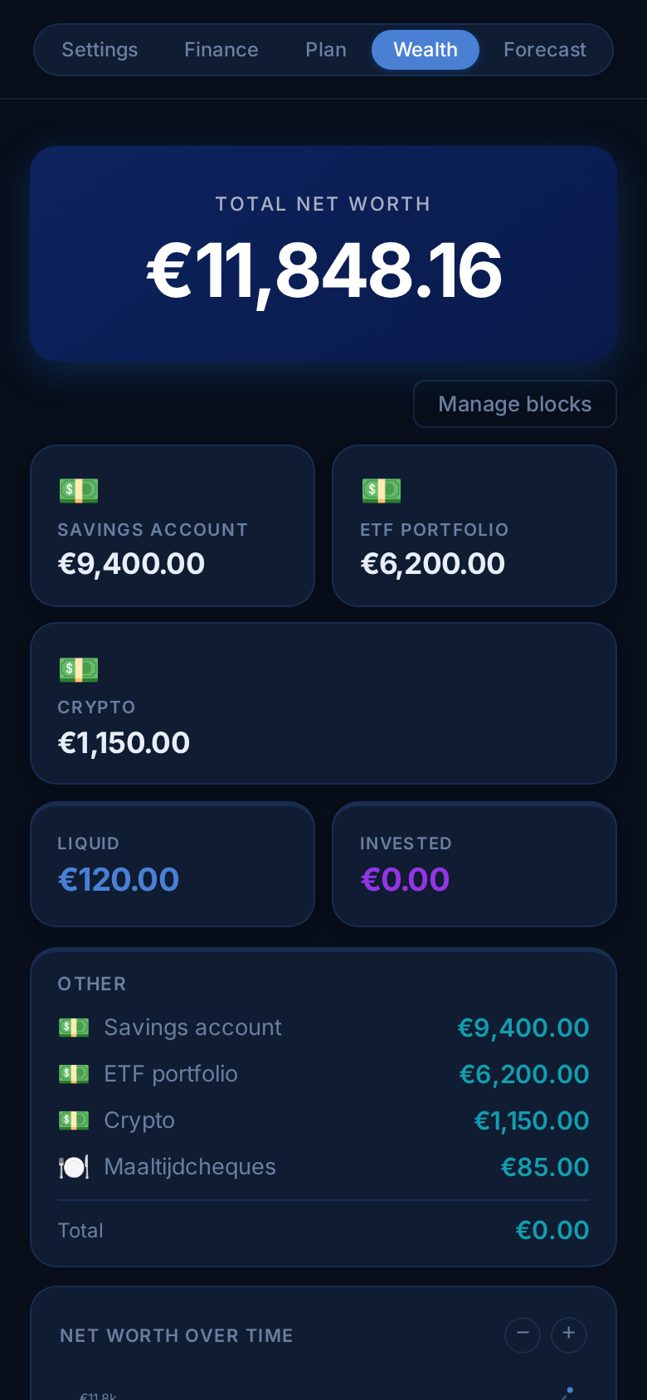 Settings Finance Plan Wealth Forecast
TOTAL NET WORTH
€11,848.16
Manage blocks
SAVINGS ACCOUNT
€9,400.00
ETF PORTFOLIO
€6,200.00
CRYPTO
€1,150.00
LIQUID
€120.00
INVESTED
€0.00
OTHER
Savings account €9,400.00
ETF portfolio €6,200.00
Crypto €1,150.00
Maaltijdcheques €85.00
Total €0.00
NET WORTH OVER TIME − +
€11.8k